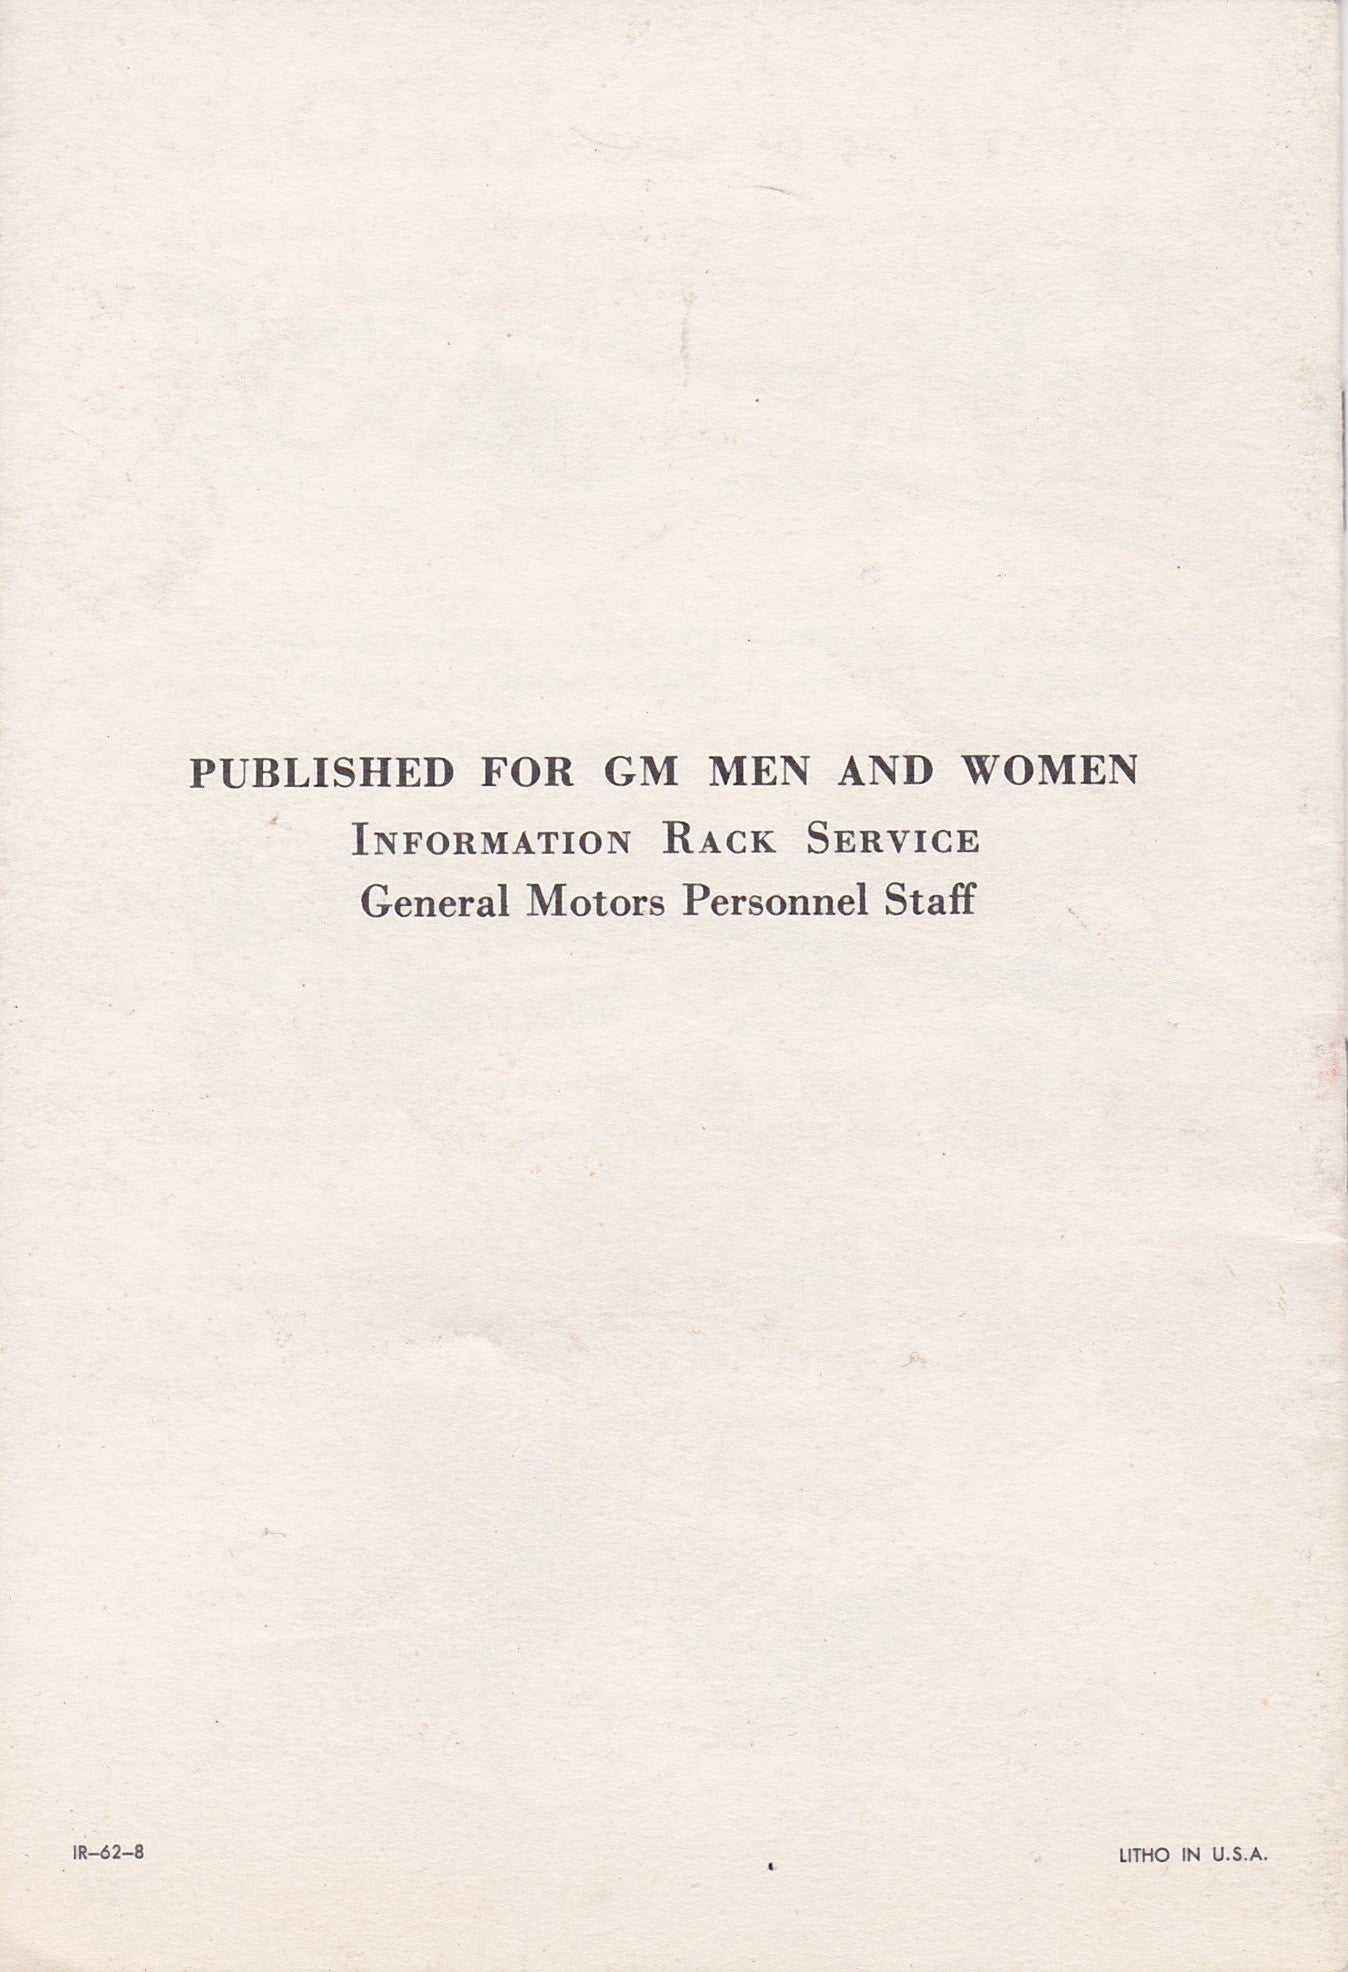 PUBLISHED FOR GM MEN AND WOMEN
INFORMATION RACK SERVICE
General Motors Personnel Staff
IR–62–8
LITHO IN U.S.A.